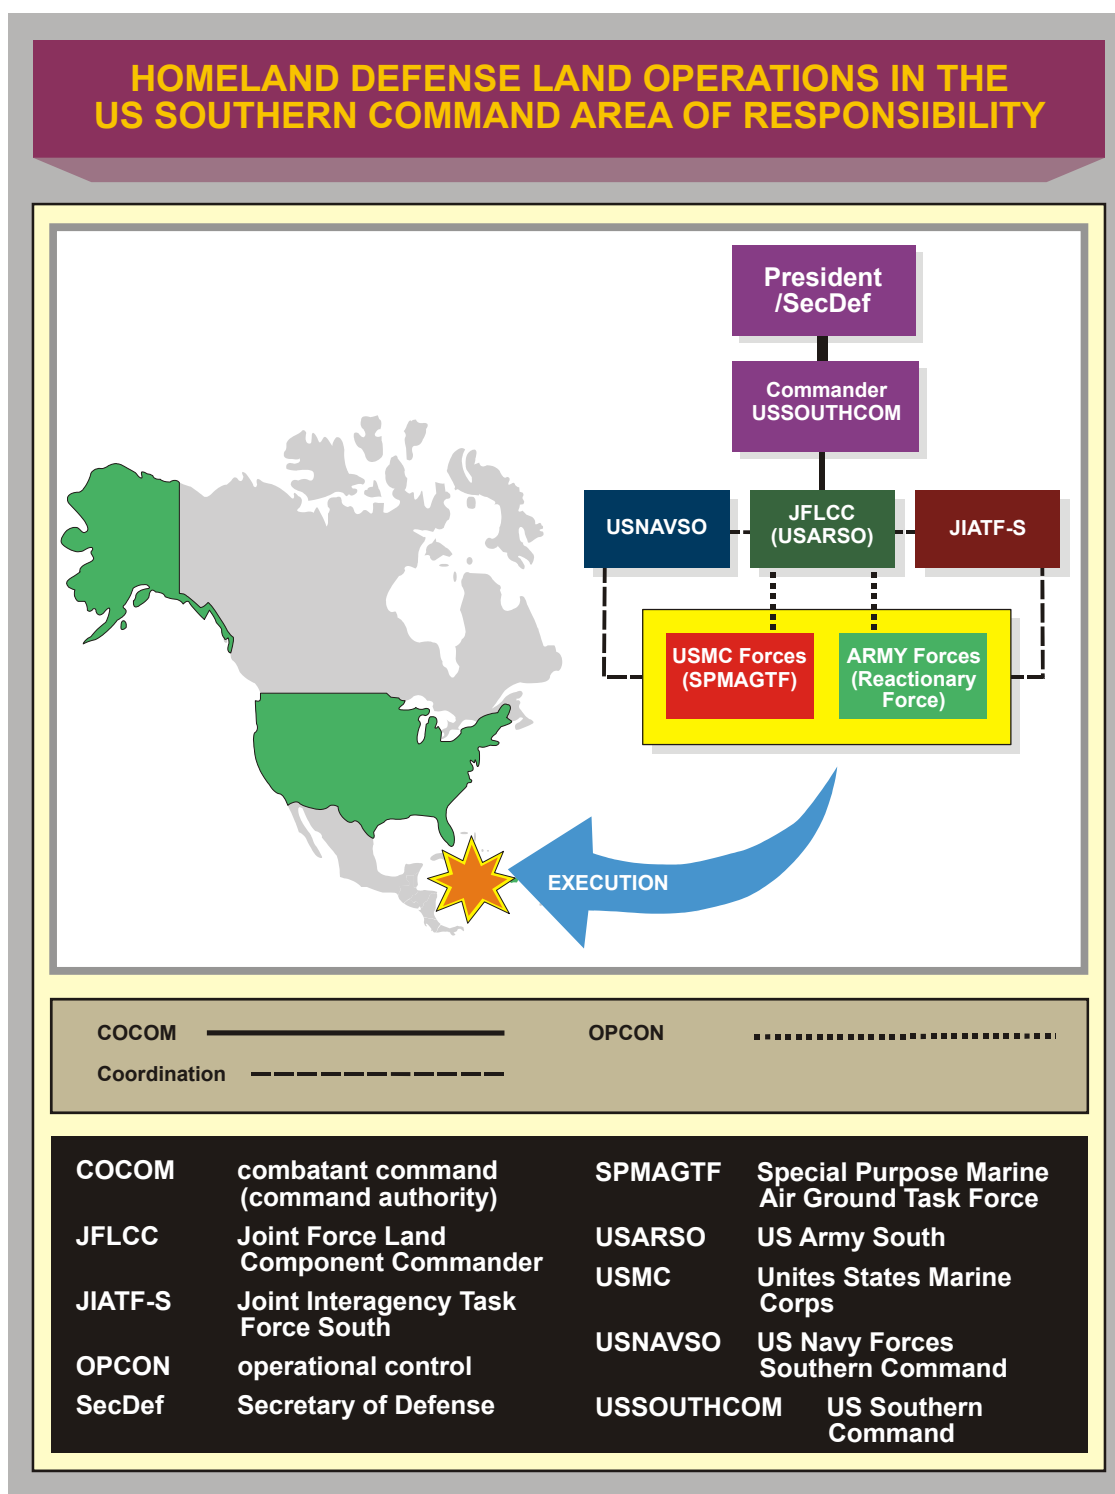 HOMELAND DEFENSE LAND OPERATIONS IN THE
US SOUTHERN COMMAND AREA OF RESPONSIBILITY
President
/SecDef
Commander
USSOUTHCOM
USNAVSO
JFLCC
(USARSO)
JIATF-S
USMC Forces
(SPMAGTF)
ARMY Forces
(Reactionary
Force)
EXECUTION
COCOM
OPCON
Coordination
COCOM combatant command
(command authority)
JFLCC Joint Force Land
Component Commander
JIATF-S Joint Interagency Task
Force South
OPCON operational control
SecDef Secretary of Defense
SPMAGTF Special Purpose Marine
Air Ground Task Force
USARSO US Army South
USMC Unites States Marine
Corps
USNAVSO US Navy Forces
Southern Command
USSOUTHCOM US Southern
Command